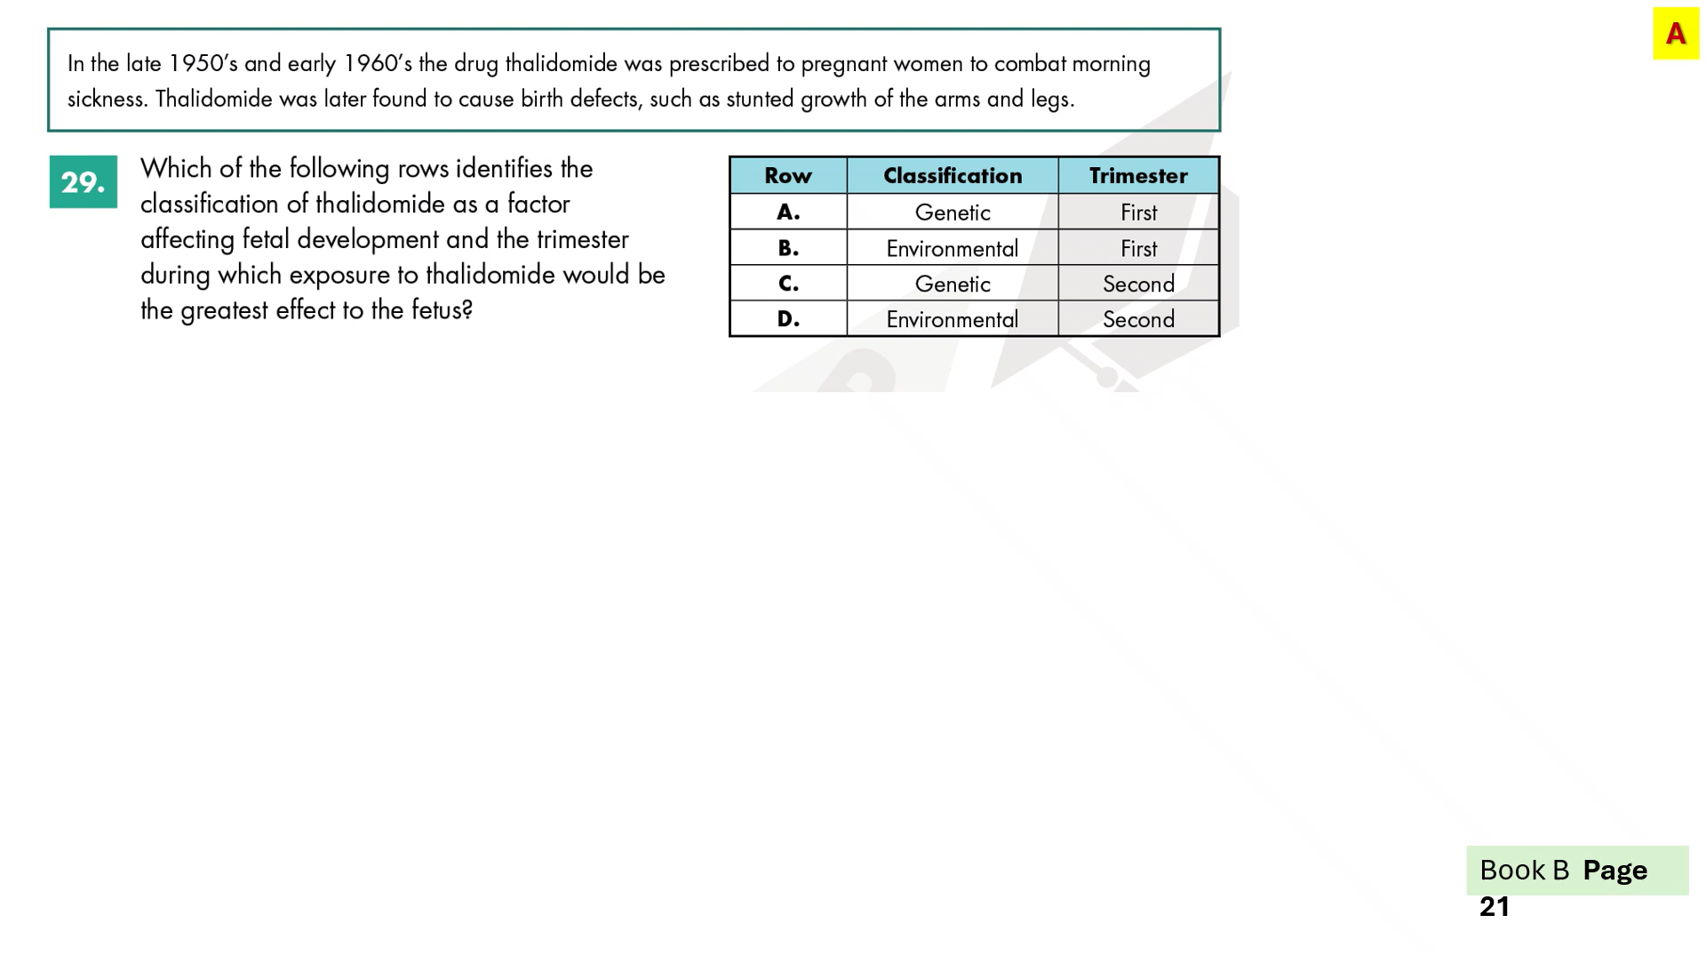 A
In the late 1950’s and early 1960’s the drug thalidomide was prescribed to pregnant women to combat morning
sickness. Thalidomide was later found to cause birth defects, such as stunted growth of the arms and legs.
29.
Which of the following rows identifies the
classification of thalidomide as a factor
affecting fetal development and the trimester
during which exposure to thalidomide would be
the greatest effect to the fetus?
Row Classification Trimester
A. Genetic First
B. Environmental First
C. Genetic Second
D. Environmental Second
Book B Page
21